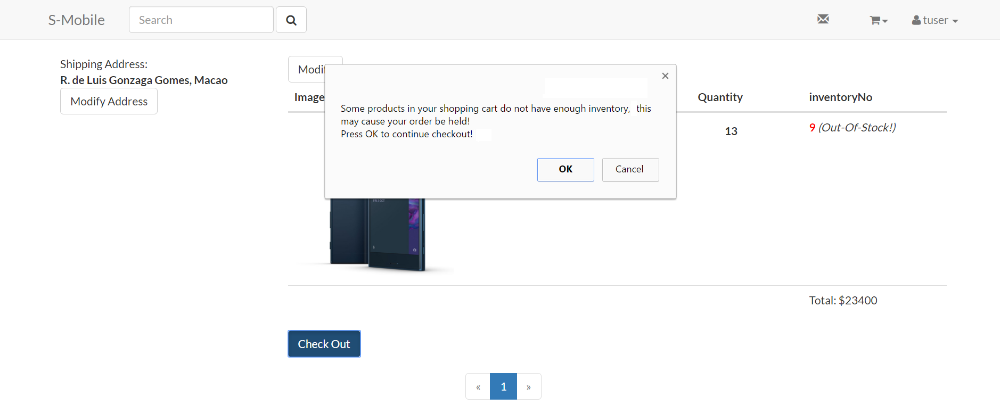 S-Mobile
Search
tuser
Shipping Address:
R. de Luis Gonzaga Gomes, Macao
Modify Address
Image
Quantity
inventoryNo
Some products in your shopping cart do not have enough inventory, this
may cause your order be held!
Press OK to continue checkout!
OK
Cancel
13
9 (Out-Of-Stock!)
Total: $23400
Check Out
« 1 »